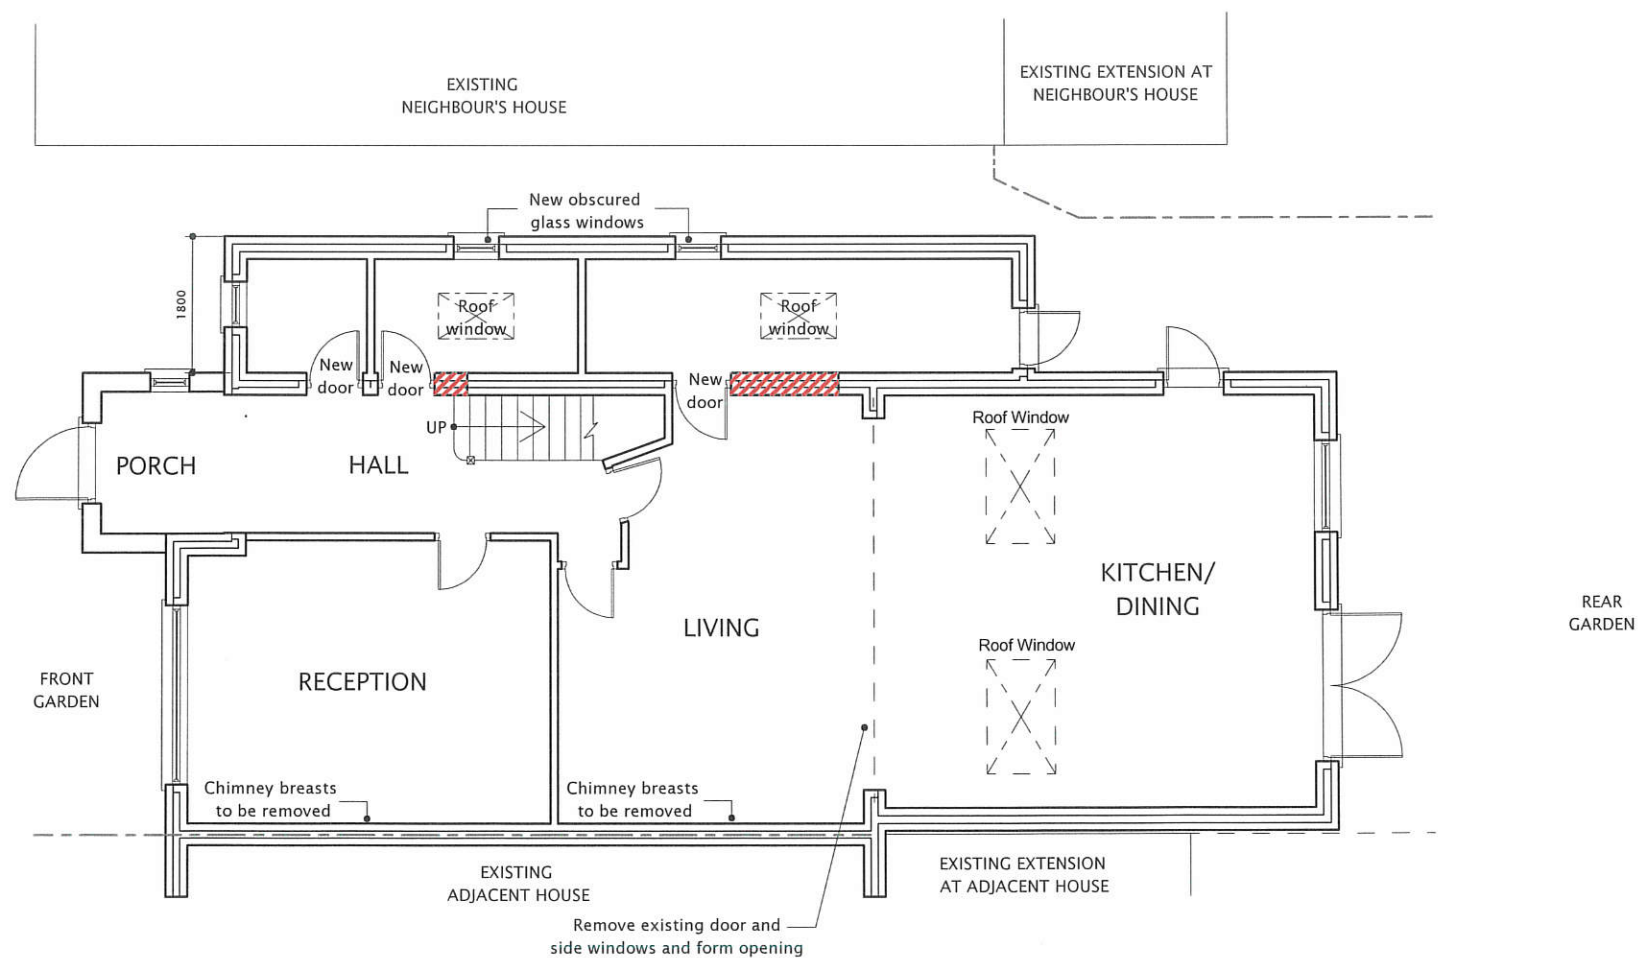 EXISTING
NEIGHBOUR'S HOUSE
EXISTING EXTENSION AT
NEIGHBOUR'S HOUSE
New obscured
glass windows
1800
Roof
window
Roof
window
New
door
New
door
New
door
UP
Roof Window
PORCH
HALL
KITCHEN/
DINING
REAR
GARDEN
LIVING
Roof Window
RECEPTION
FRONT
GARDEN
Chimney breasts
to be removed
Chimney breasts
to be removed
EXISTING
ADJACENT HOUSE
EXISTING EXTENSION
AT ADJACENT HOUSE
Remove existing door and
side windows and form opening